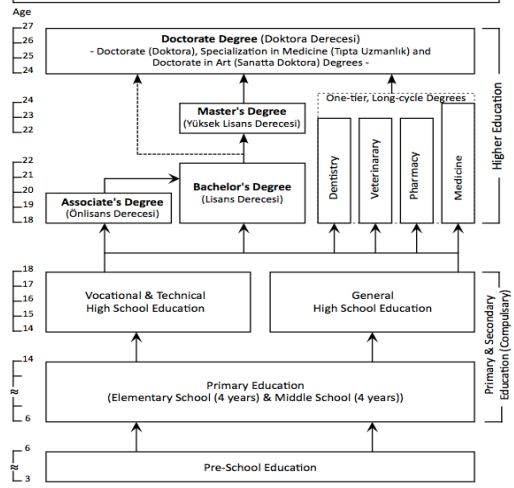 Age
27
26
25
24
Doctorate Degree (Doktora Derecesi)
- Doctorate (Doktora), Specialization in Medicine (Tıpta Uzmanlık) and
Doctorate in Art (Sanatta Doktora) Degrees -
24
23
22
Master's Degree
(Yüksek Lisans Derecesi)
One-tier, Long-cycle Degrees
22
21
20
19
18
Associate's Degree
(Önlisans Derecesi)
Bachelor's Degree
(Lisans Derecesi)
Dentistry
Veterinarary
Pharmacy
Medicine
Higher Education
18
17
16
15
14
Vocational & Technical
High School Education
General
High School Education
14
≈
6
Primary Education
(Elementary School (4 years) & Middle School (4 years))
Primary & Secondary
Education (Compulsary)
6
≈
3
Pre-School Education